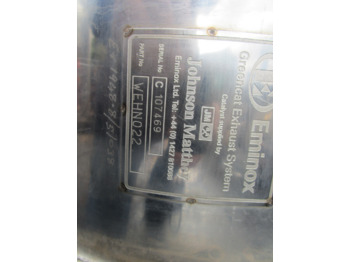 Eminox
Greencat Exhaust System
Catalyst supplied by
JM
Johnson Matthey
Eminox Ltd. Tel: +44 (0) 1427 810088
SERIAL No C 107469
PART No WEHN022